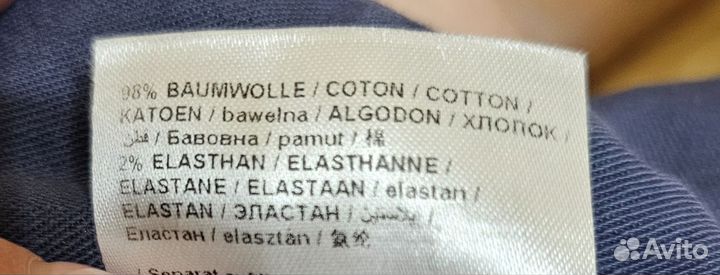 98% BAUMWOLLE / COTON / COTTON /
KATOEN / bawełna / ALGODON / ХЛОПОК /
قطن / Бавовна / pamut / 棉
2% ELASTHAN / ELASTHANNE /
ELASTANE / ELASTAAN / elastan /
ELASTAN / ЭЛАСТАН / /
Еластан / elasztán / 氨纶
/ Separat
Avito